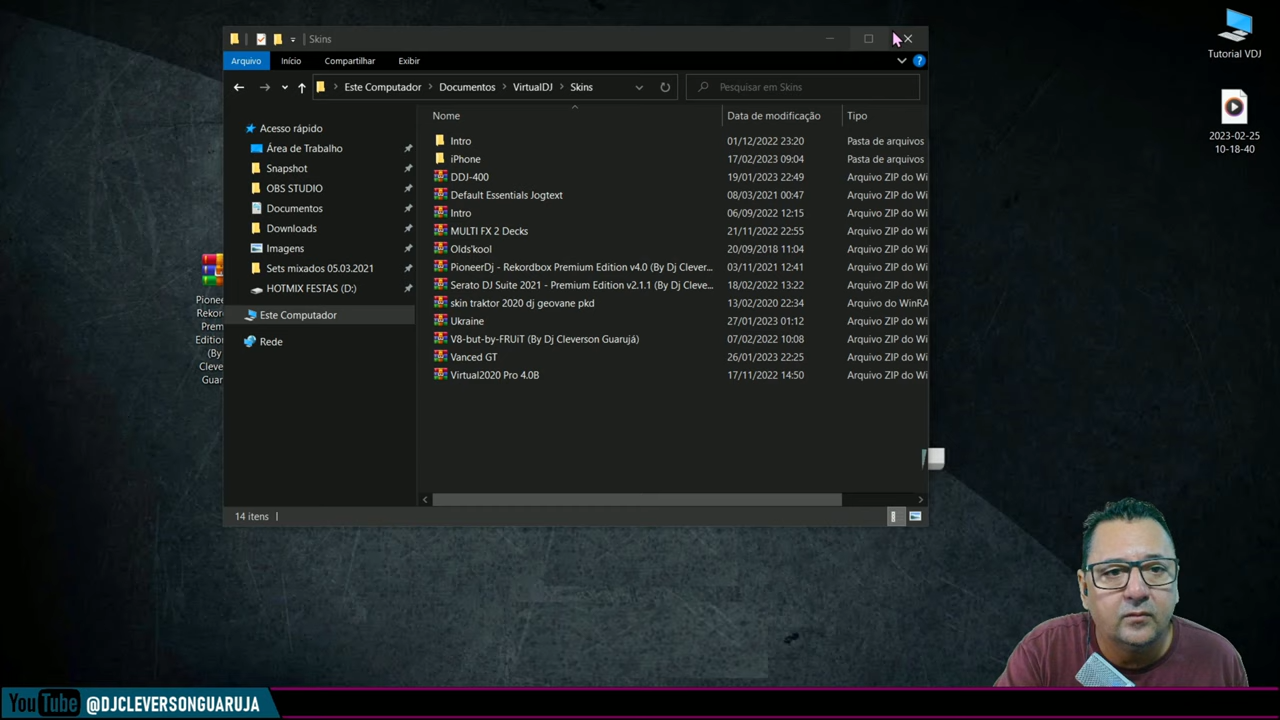 Skins
Arquivo Início Compartilhar Exibir
Este Computador Documentos VirtualDJ Skins
Pesquisar em Skins
Nome Data de modificação Tipo
Acesso rápido
Área de Trabalho
Snapshot
OBS STUDIO
Documentos
Downloads
Imagens
Sets mixados 05.03.2021
HOTMIX FESTAS (D:)
Este Computador
Rede
Intro 01/12/2022 23:20 Pasta de arquivos
iPhone 17/02/2023 09:04 Pasta de arquivos
DDJ-400 19/01/2023 22:49 Arquivo ZIP do Wi
Default Essentials Jogtext 08/03/2021 00:47 Arquivo ZIP do Wi
Intro 06/09/2022 12:15 Arquivo ZIP do Wi
MULTI FX 2 Decks 21/11/2022 22:55 Arquivo ZIP do Wi
Olds'kool 20/09/2018 11:04 Arquivo ZIP do Wi
PioneerDj - Rekordbox Premium Edition v4.0 (By Dj Clever... 03/11/2021 12:41 Arquivo ZIP do Wi
Serato DJ Suite 2021 - Premium Edition v2.1.1 (By Dj Cleve... 18/02/2022 13:22 Arquivo ZIP do Wi
skin traktor 2020 dj geovane pkd 13/02/2020 22:34 Arquivo do WinRA
Ukraine 27/01/2023 01:12 Arquivo ZIP do Wi
V8-but-by-FRUiT (By Dj Cleverson Guarujá) 07/02/2022 10:08 Arquivo ZIP do Wi
Vanced GT 26/01/2023 22:25 Arquivo ZIP do Wi
Virtual2020 Pro 4.0B 17/11/2022 14:50 Arquivo ZIP do Wi
14 itens
Pione
Rekor
Prem
Edition
(By
Cleve
Guar
Tutorial VDJ
2023-02-25
10-18-40
YouTube @DJCLEVERSONGUARUJA